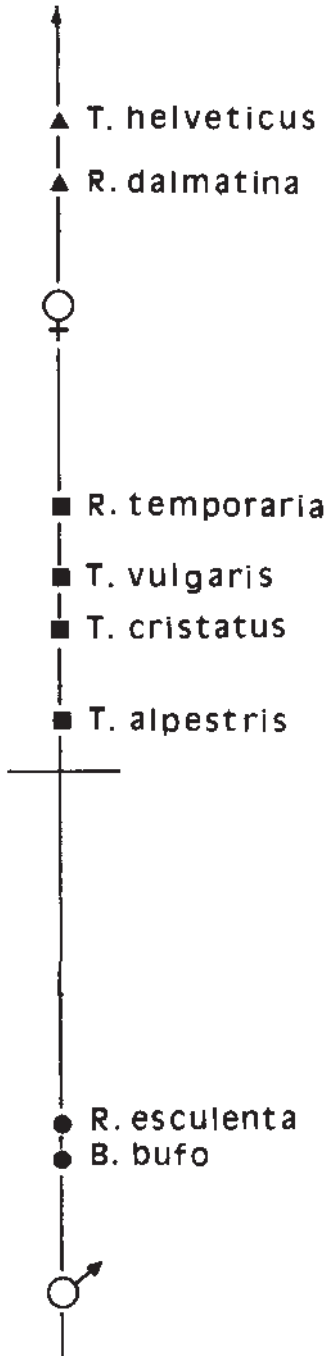 T. helveticus
R. dalmatina
R. temporaria
T. vulgaris
T. cristatus
T. alpestris
R. esculenta
B. bufo